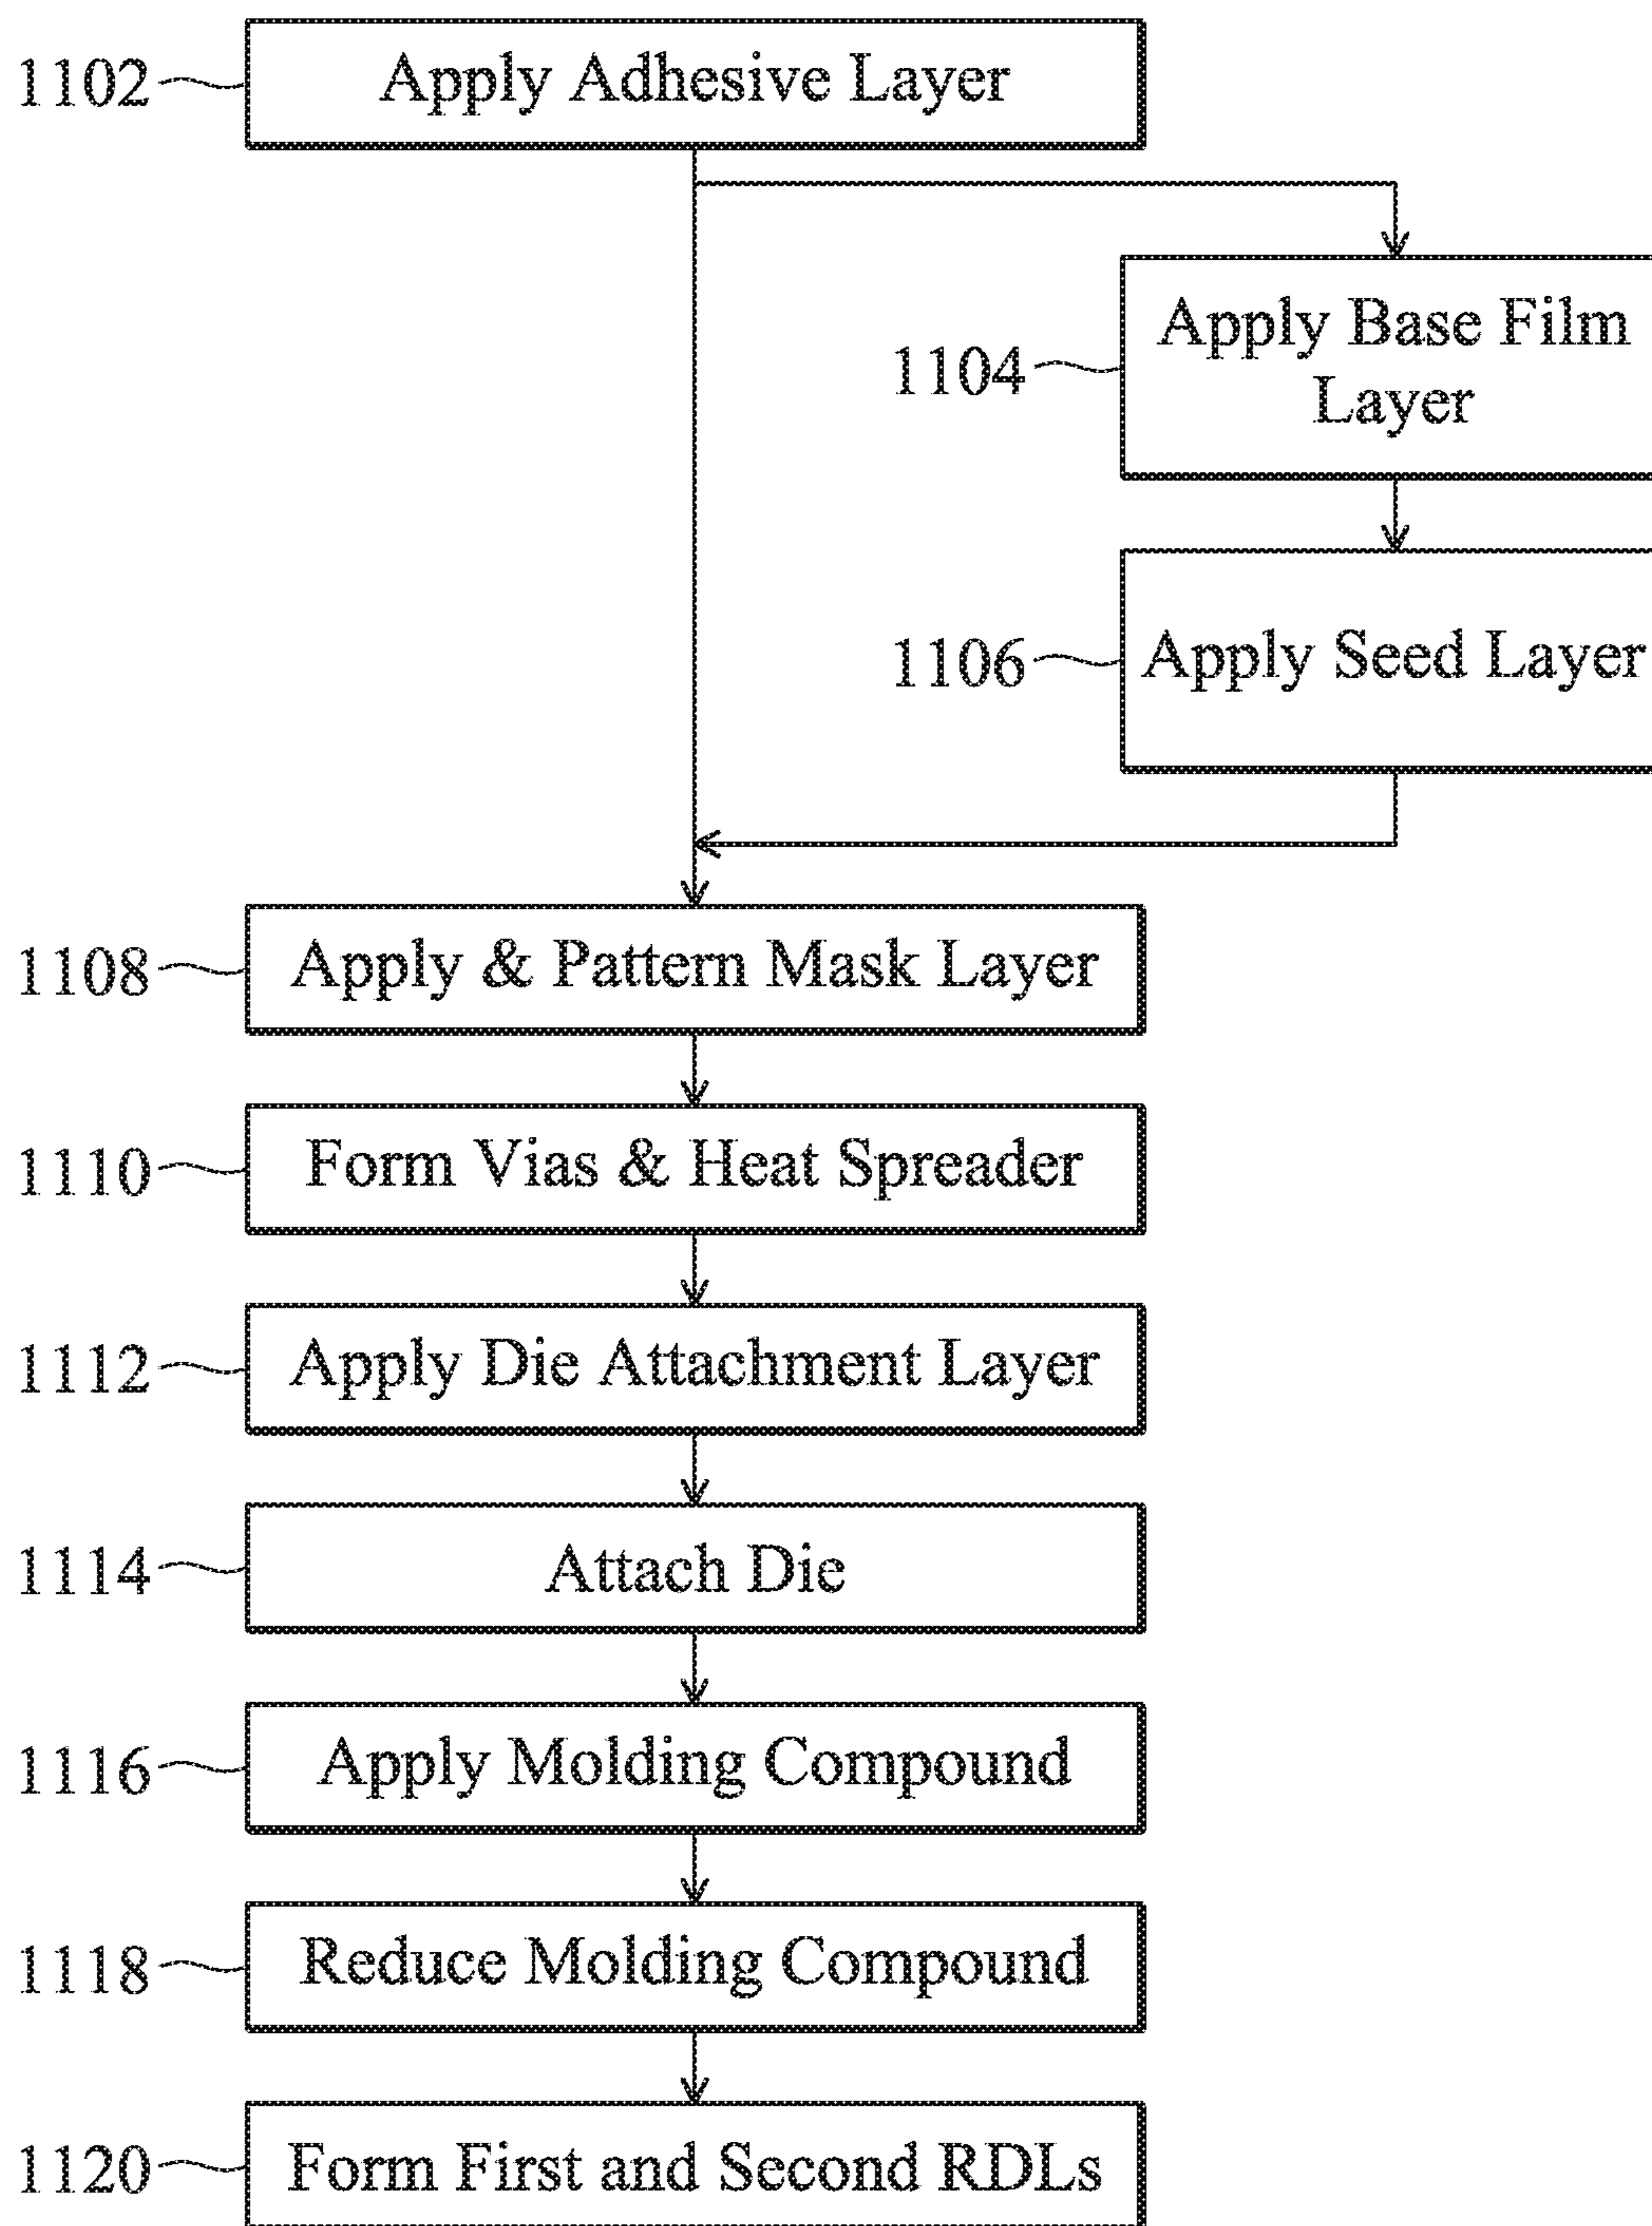 1102 Apply Adhesive Layer
1104 Apply Base Film
Layer
1106 Apply Seed Layer
1108 Apply & Pattern Mask Layer
1110 Form Vias & Heat Spreader
1112 Apply Die Attachment Layer
1114 Attach Die
1116 Apply Molding Compound
1118 Reduce Molding Compound
1120 Form First and Second RDLs